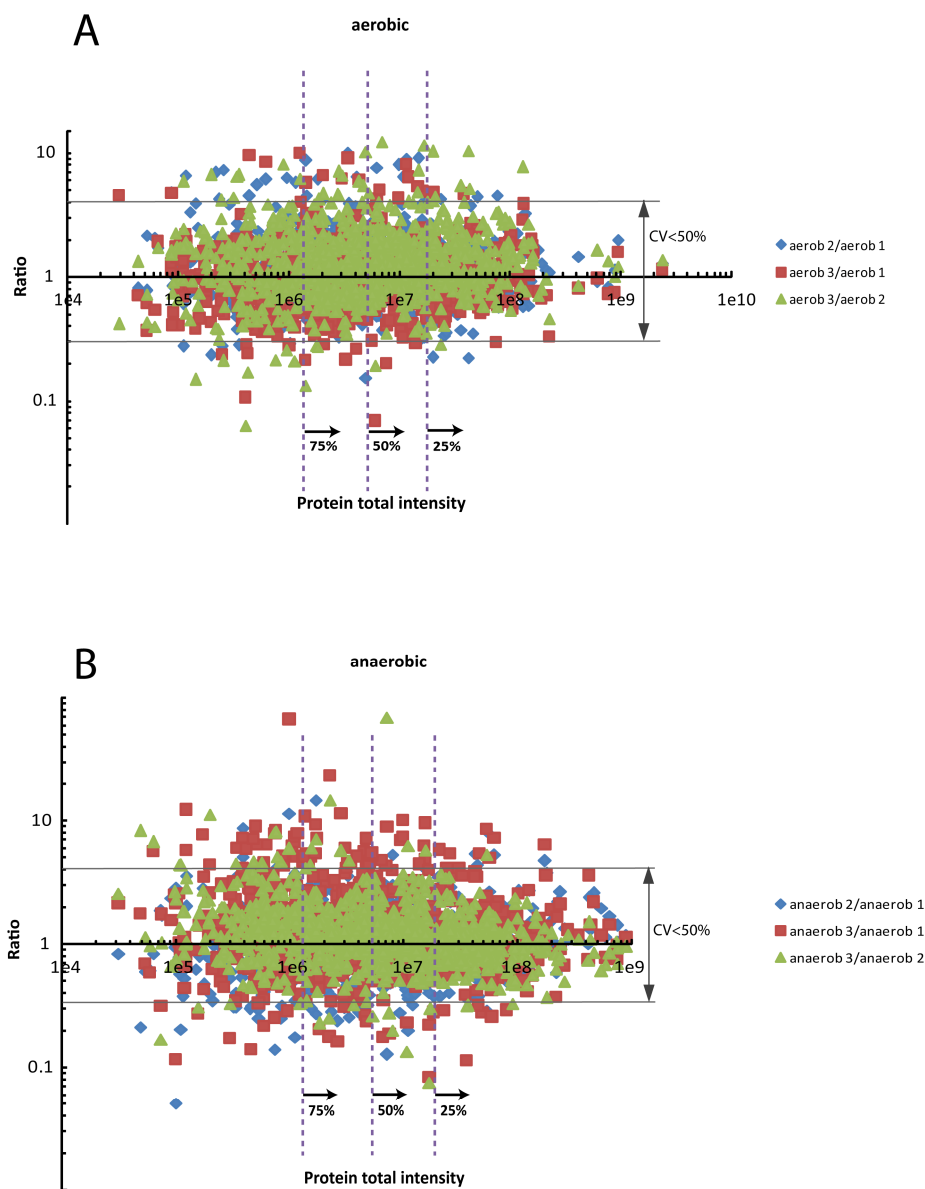 A
aerobic
10
1
0.1
Ratio
1e4
1e5
1e6
1e7
1e8
1e9
1e10
CV<50%
75%
50%
25%
Protein total intensity
aerob 2/aerob 1
aerob 3/aerob 1
aerob 3/aerob 2
B
anaerobic
10
1
0.1
Ratio
1e4
1e5
1e6
1e7
1e8
1e9
CV<50%
75%
50%
25%
Protein total intensity
anaerob 2/anaerob 1
anaerob 3/anaerob 1
anaerob 3/anaerob 2